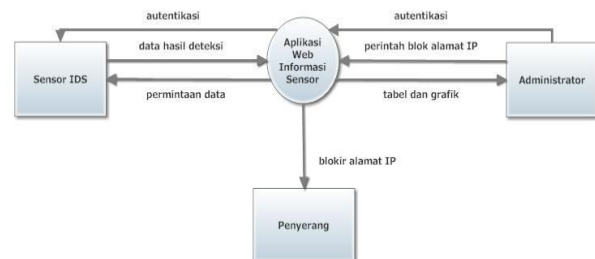 autentikasi
autentikasi
data hasil deteksi
Aplikasi
Web
Informasi
Sensor
perintah blok alamat IP
Sensor IDS
Administrator
permintaan data
tabel dan grafik
blokir alamat IP
Penyerang